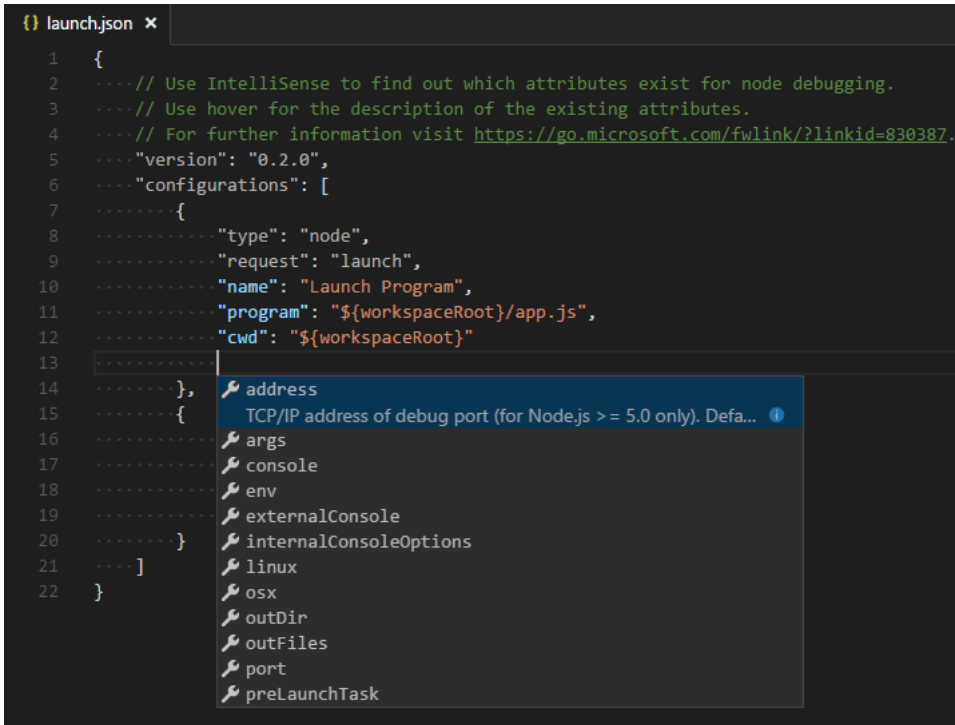 {} launch.json ×
1 {
2 // Use IntelliSense to find out which attributes exist for node debugging.
3 // Use hover for the description of the existing attributes.
4 // For further information visit https://go.microsoft.com/fwlink/?linkid=830387.
5 "version": "0.2.0",
6 "configurations": [
7 {
8 "type": "node",
9 "request": "launch",
10 "name": "Launch Program",
11 "program": "${workspaceRoot}/app.js",
12 "cwd": "${workspaceRoot}"
13
14 }, address
15 { TCP/IP address of debug port (for Node.js >= 5.0 only). Defa...
16 args
17 console
18 env
19 externalConsole
20 } internalConsoleOptions
21 ] linux
22 } osx
outDir
outFiles
port
preLaunchTask